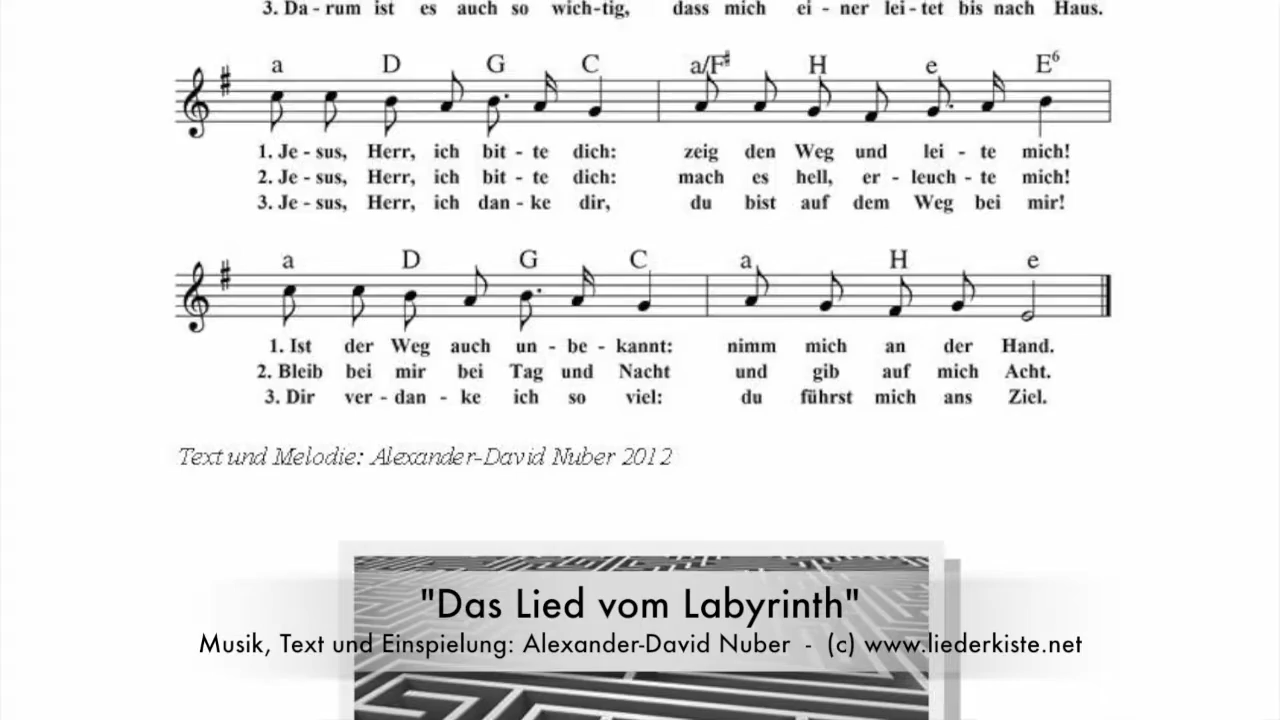 3. Da - rum ist es auch so wich-tig, dass mich ei - ner lei - tet bis nach Haus.
a D G C a/F# H e E6
1. Je - sus, Herr, ich bit - te dich: zeig den Weg und lei - te mich!
2. Je - sus, Herr, ich bit - te dich: mach es hell, er - leuch - te mich!
3. Je - sus, Herr, ich dan - ke dir, du bist auf dem Weg bei mir!
a D G C a H e
1. Ist der Weg auch un - be - kannt: nimm mich an der Hand.
2. Bleib bei mir bei Tag und Nacht und gib auf mich Acht.
3. Dir ver - dan - ke ich so viel: du führst mich ans Ziel.
Text und Melodie: Alexander-David Nuber 2012
"Das Lied vom Labyrinth"
Musik, Text und Einspielung: Alexander-David Nuber - (c) www.liederkiste.net